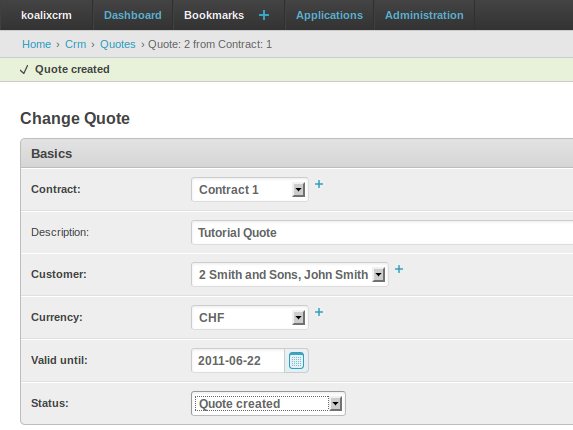 koalixcrm Dashboard Bookmarks + Applications Administration
Home › Crm › Quotes › Quote: 2 from Contract: 1
Quote created
Change Quote
Basics
Contract: Contract 1 +
Description: Tutorial Quote
Customer: 2 Smith and Sons, John Smith +
Currency: CHF +
Valid until: 2011-06-22
Status: Quote created